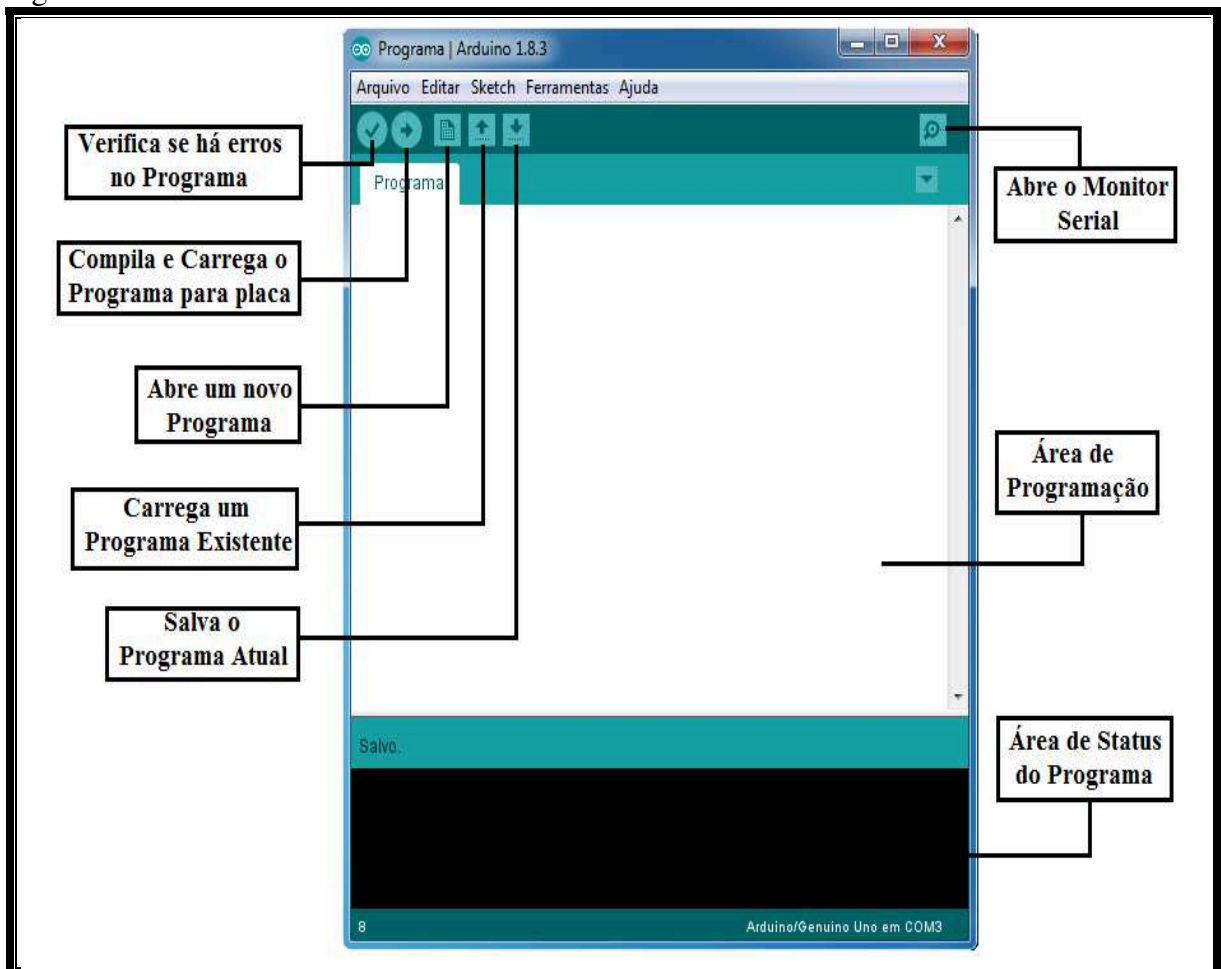 Programa | Arduino 1.8.3
Arquivo Editar Sketch Ferramentas Ajuda
Programa
Verifica se há erros
no Programa
Compila e Carrega o
Programa para placa
Abre um novo
Programa
Carrega um
Programa Existente
Salva o
Programa Atual
Abre o Monitor
Serial
Área de
Programação
Área de Status
do Programa
Salvo.
8
Arduino/Genuino Uno em COM3